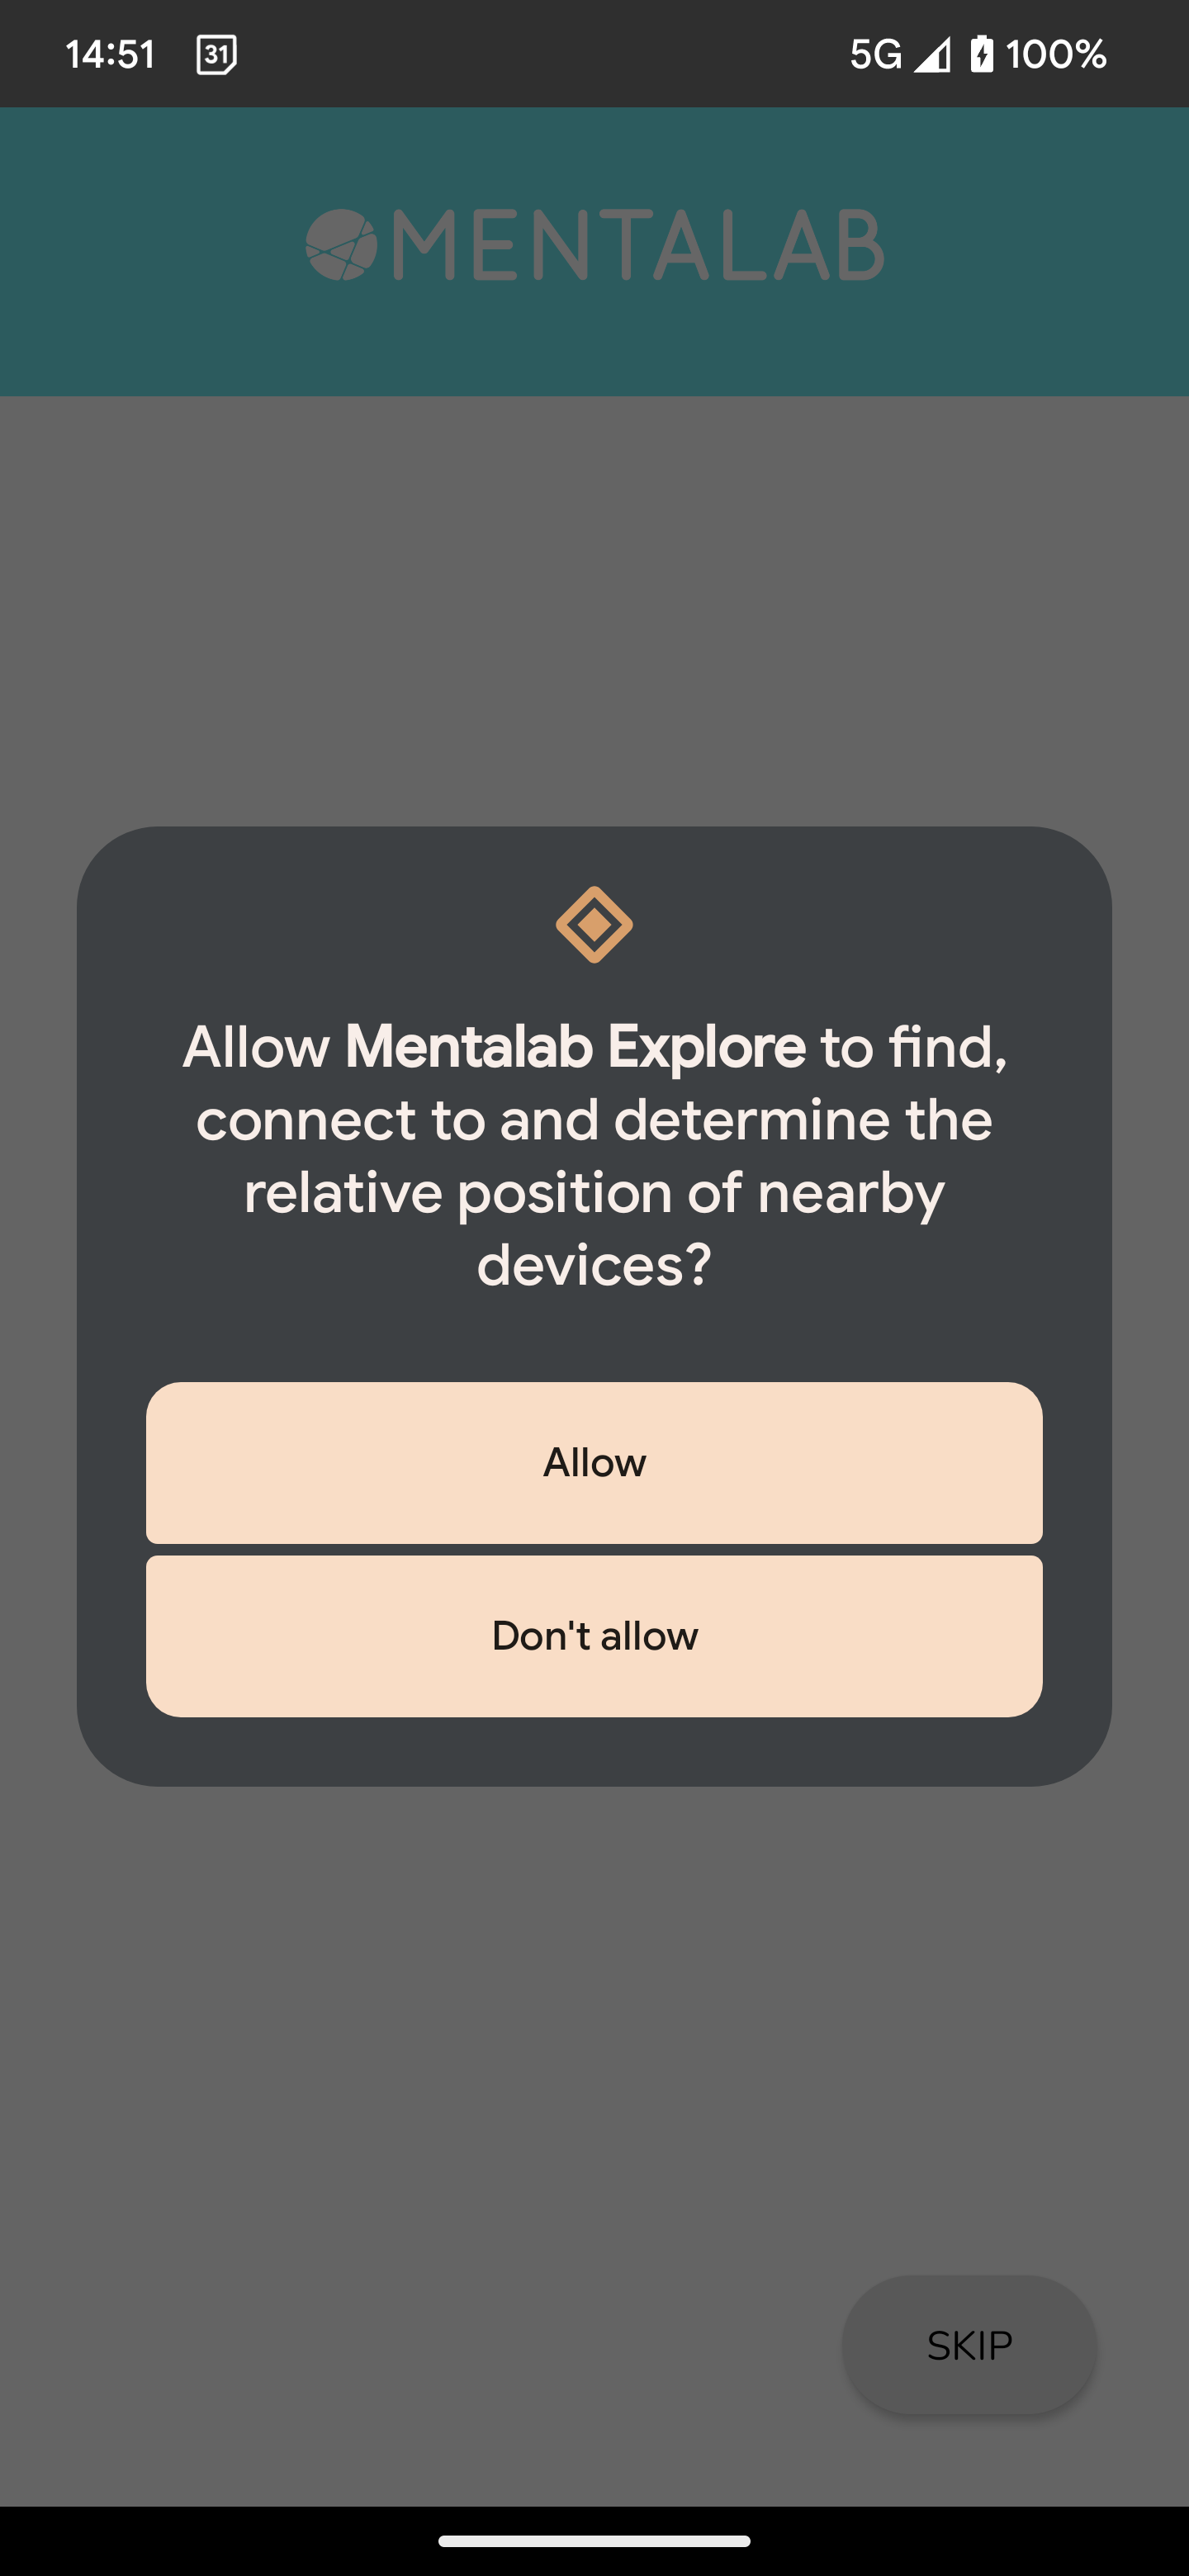 14:51 31 5G 100%
MENTALAB
Allow Mentalab Explore to find,
connect to and determine the
relative position of nearby
devices?
Allow
Don't allow
SKIP